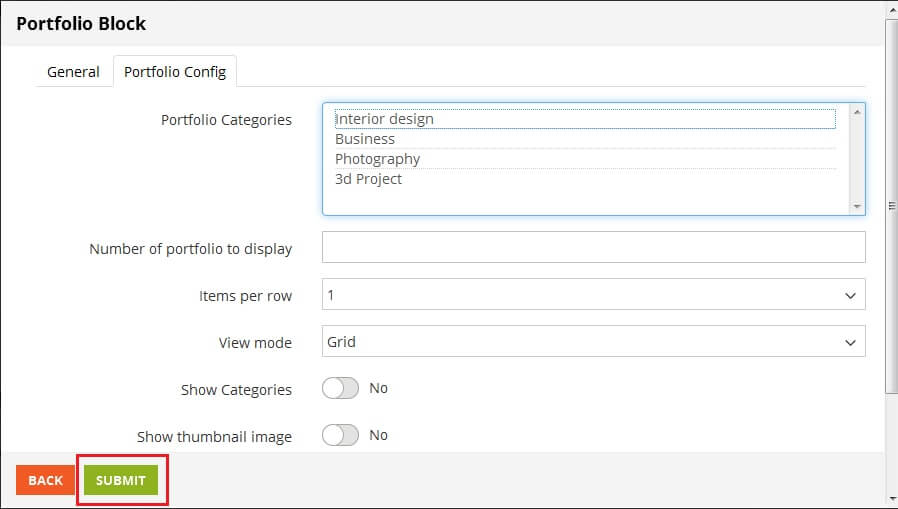 Portfolio Block
General Portfolio Config
Portfolio Categories
Interior design
Business
Photography
3d Project
Number of portfolio to display
Items per row 1
View mode Grid
Show Categories No
Show thumbnail image No
BACK SUBMIT